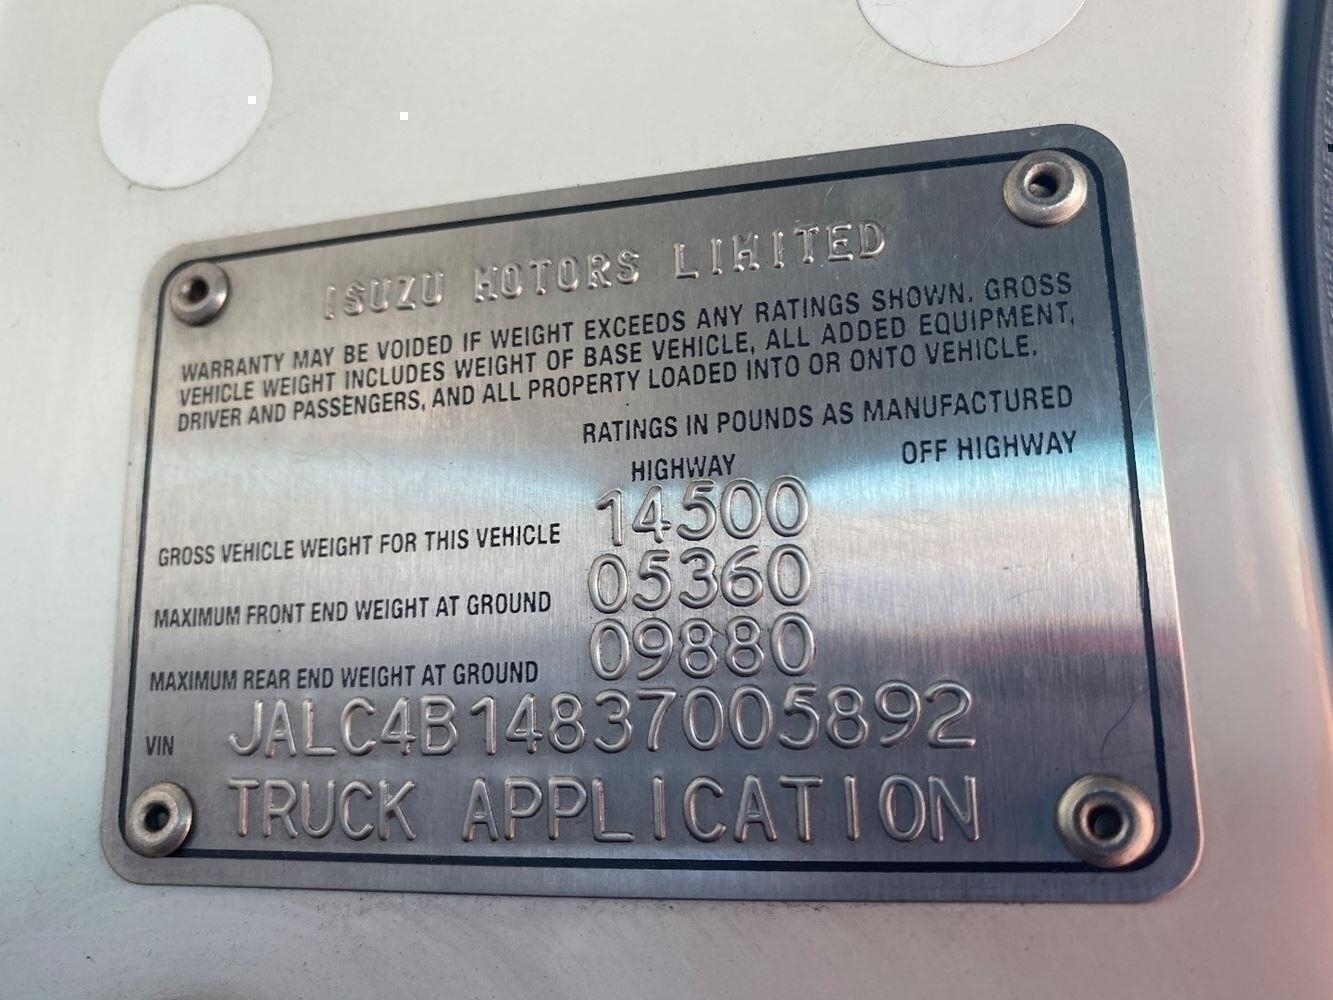 ISUZU MOTORS LIMITED
WARRANTY MAY BE VOIDED IF WEIGHT EXCEEDS ANY RATINGS SHOWN. GROSS
VEHICLE WEIGHT INCLUDES WEIGHT OF BASE VEHICLE, ALL ADDED EQUIPMENT,
DRIVER AND PASSENGERS, AND ALL PROPERTY LOADED INTO OR ONTO VEHICLE.
RATINGS IN POUNDS AS MANUFACTURED
HIGHWAY OFF HIGHWAY
GROSS VEHICLE WEIGHT FOR THIS VEHICLE 14500
MAXIMUM FRONT END WEIGHT AT GROUND 05360
MAXIMUM REAR END WEIGHT AT GROUND 09880
VIN JALC4B14837005892
TRUCK APPLICATION